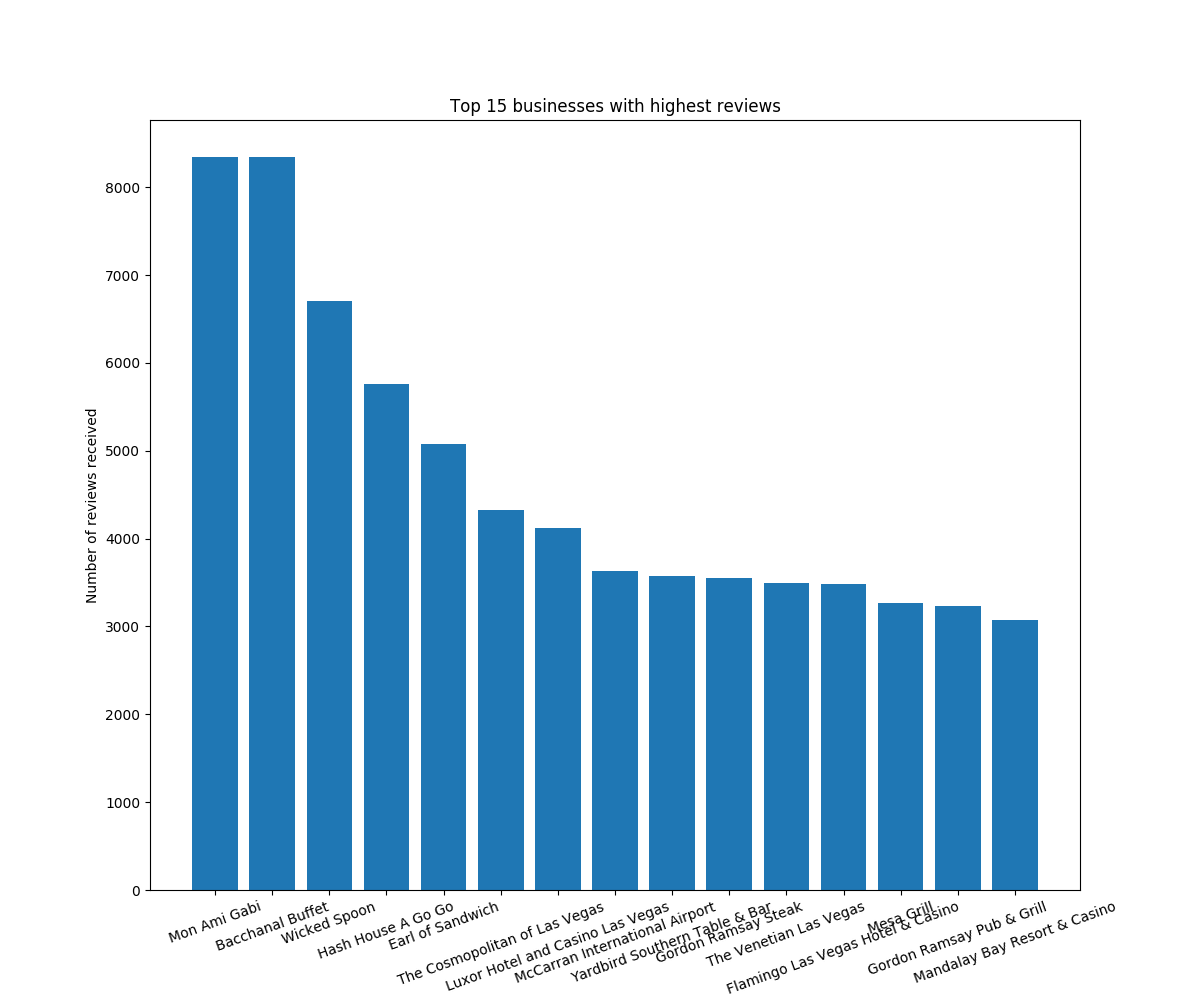 Top 15 businesses with highest reviews
Number of reviews received
8000
7000
6000
5000
4000
3000
2000
1000
0
Mon Ami Gabi
Bacchanal Buffet
Wicked Spoon
Hash House A Go Go
Earl of Sandwich
The Cosmopolitan of Las Vegas
Luxor Hotel and Casino Las Vegas
McCarran International Airport
Yardbird Southern Table & Bar
Gordon Ramsay Steak
The Venetian Las Vegas
Flamingo Las Vegas Hotel & Casino
Mesa Grill
Gordon Ramsay Pub & Grill
Mandalay Bay Resort & Casino